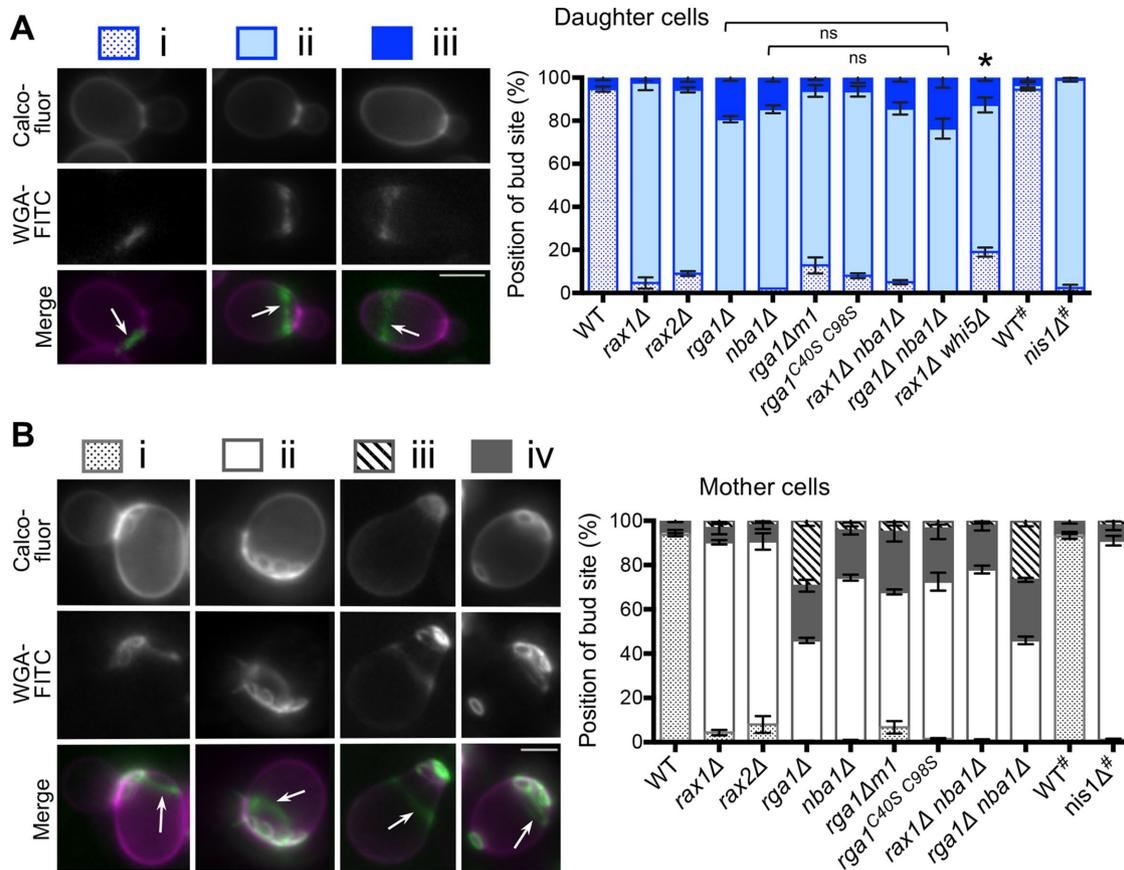 A
i ii iii
Calco-
fluor
WGA-
FITC
Merge
Daughter cells
ns
ns
*
Position of bud site (%)
100
80
60
40
20
0
WT
rax1Δ
rax2Δ
rga1Δ
nba1Δ
rga1Δm1
rga1C40S C98S
rax1Δ nba1Δ
rga1Δ nba1Δ
rax1Δ whi5Δ
WT#
nis1Δ#
B
i ii iii iv
Calco-
fluor
WGA-
FITC
Merge
Mother cells
Position of bud site (%)
100
80
60
40
20
0
WT
rax1Δ
rax2Δ
rga1Δ
nba1Δ
rga1Δm1
rga1C40S C98S
rax1Δ nba1Δ
rga1Δ nba1Δ
WT#
nis1Δ#